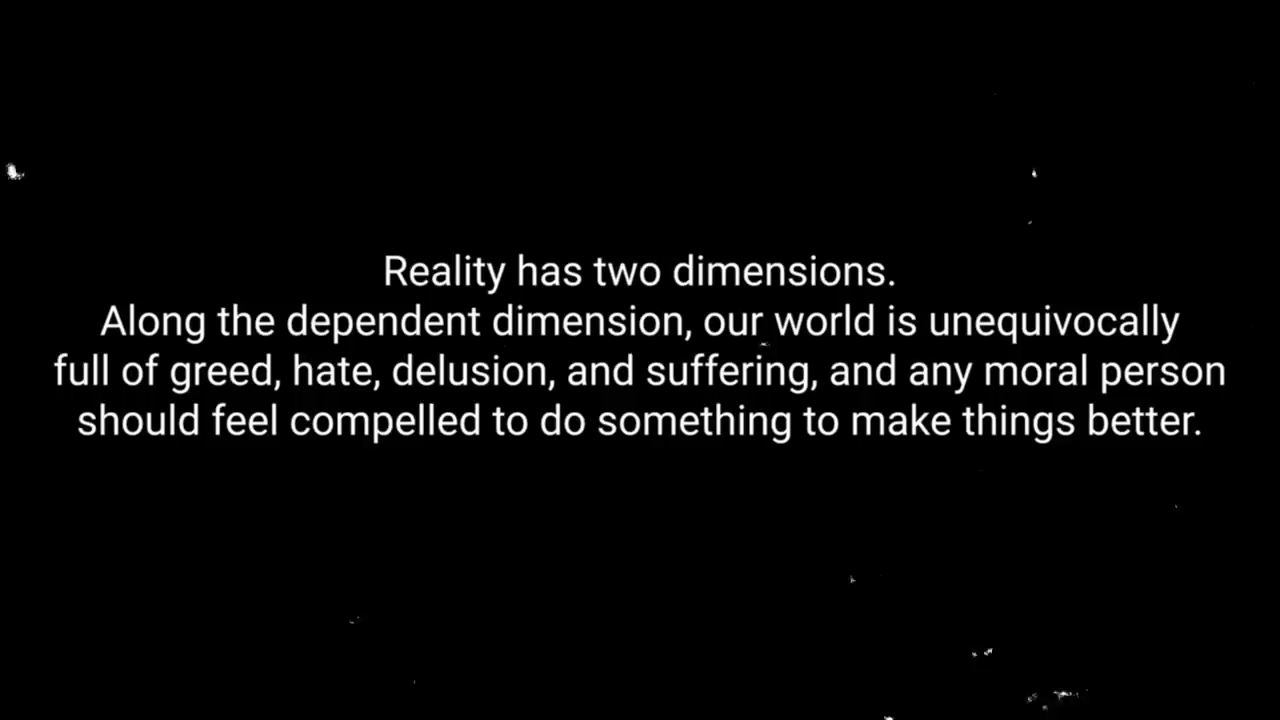 Reality has two dimensions.
Along the dependent dimension, our world is unequivocally
full of greed, hate, delusion, and suffering, and any moral person
should feel compelled to do something to make things better.